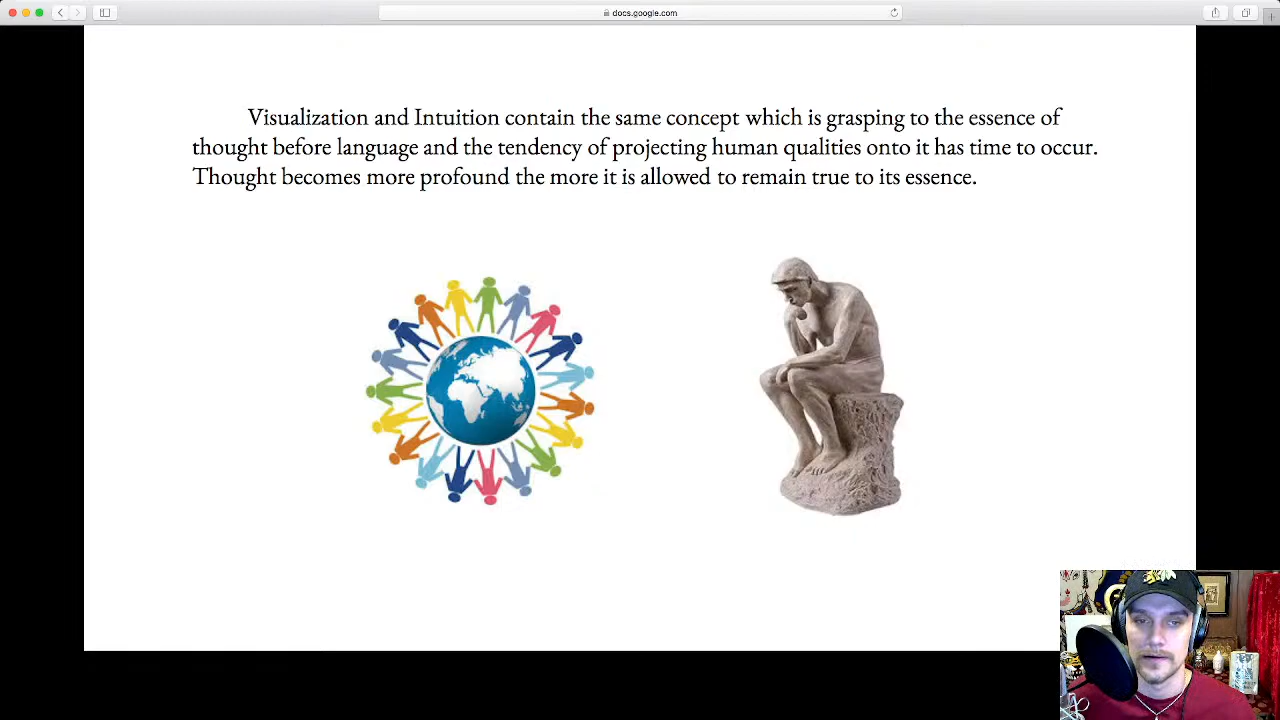 docs.google.com
Visualization and Intuition contain the same concept which is grasping to the essence of
thought before language and the tendency of projecting human qualities onto it has time to occur.
Thought becomes more profound the more it is allowed to remain true to its essence.